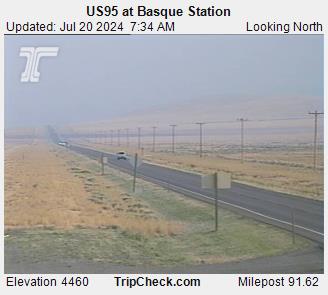 US95 at Basque Station
Updated: Jul 20 2024 7:34 AM Looking North
Elevation 4460 TripCheck.com Milepost 91.62